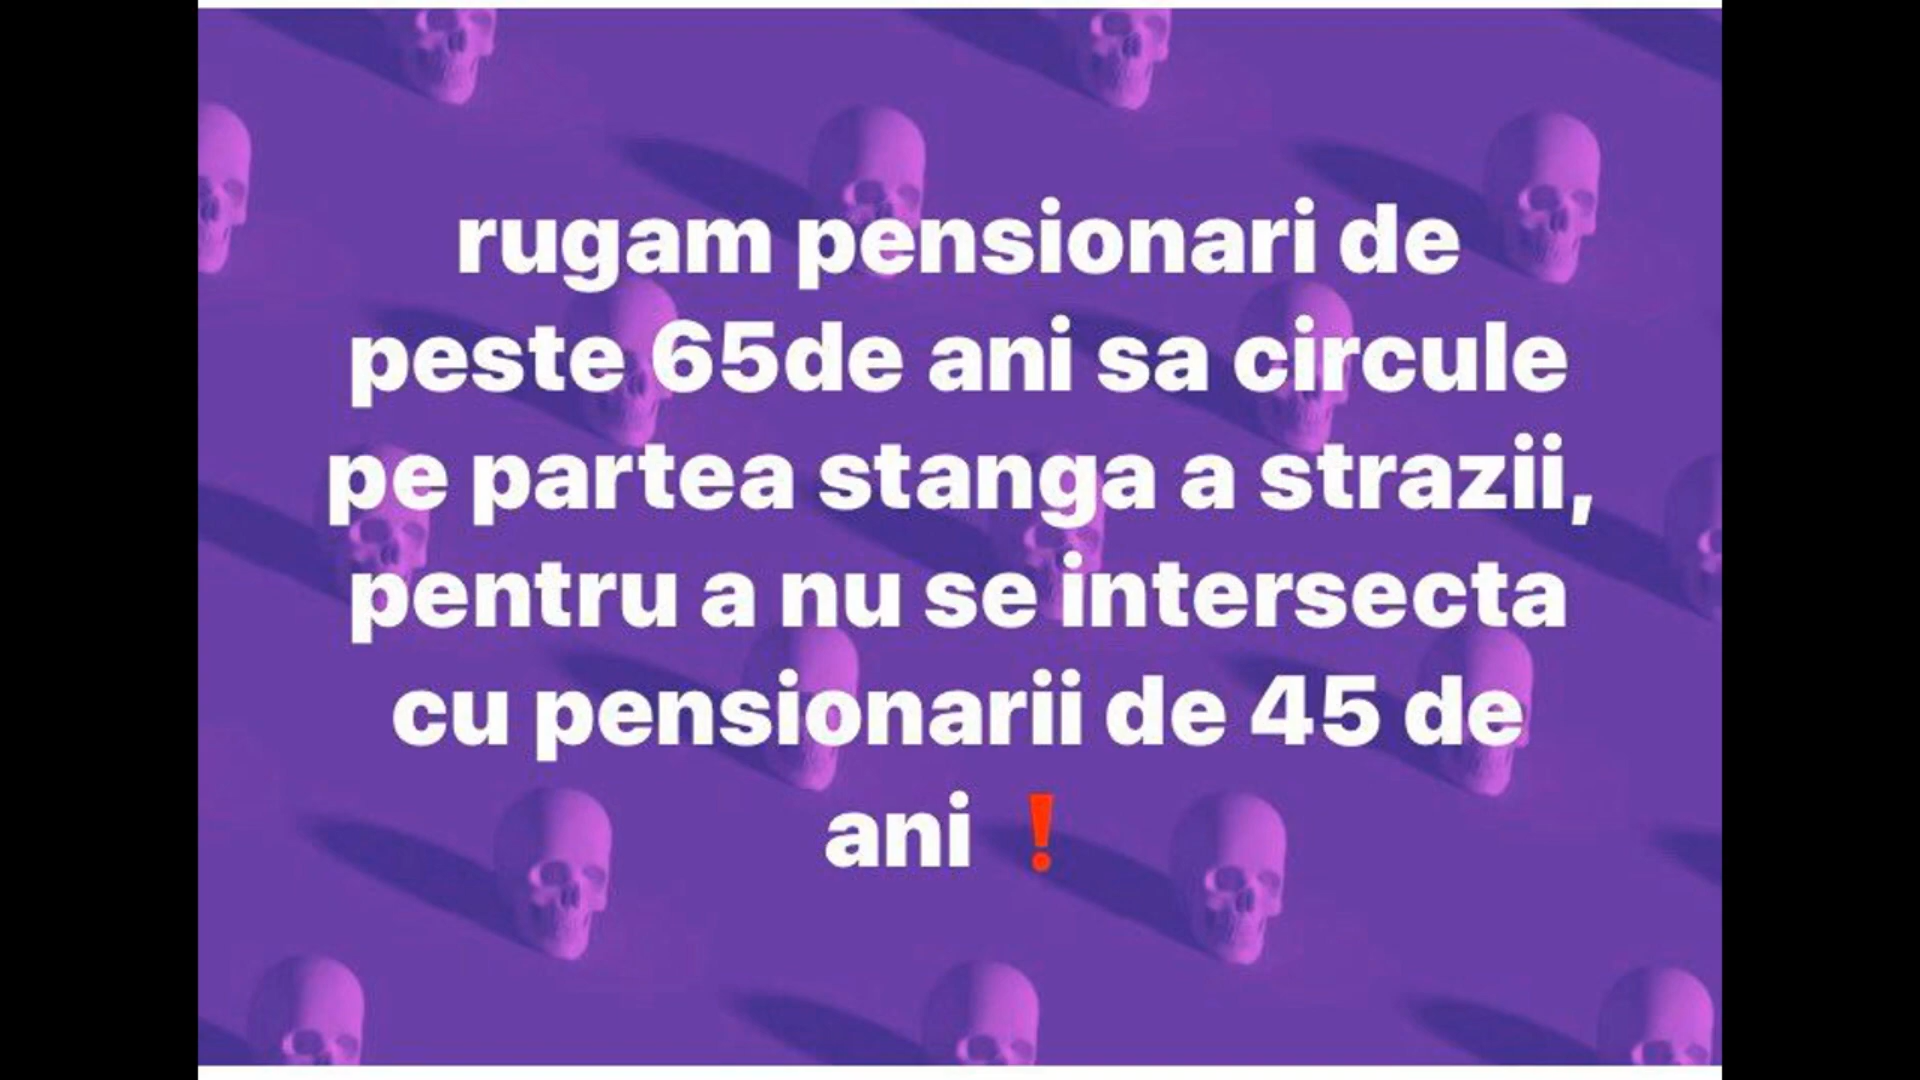 rugam pensionari de
peste 65de ani sa circule
pe partea stanga a strazii,
pentru a nu se intersecta
cu pensionarii de 45 de
ani ❗